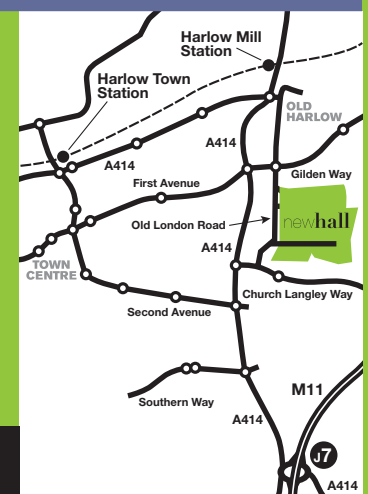 Harlow Mill
Station
Harlow Town
Station
OLD
HARLOW
A414
A414
Gilden Way
First Avenue
Old London Road
newhall
A414
TOWN
CENTRE
Church Langley Way
Second Avenue
M11
Southern Way
A414
J7
A414